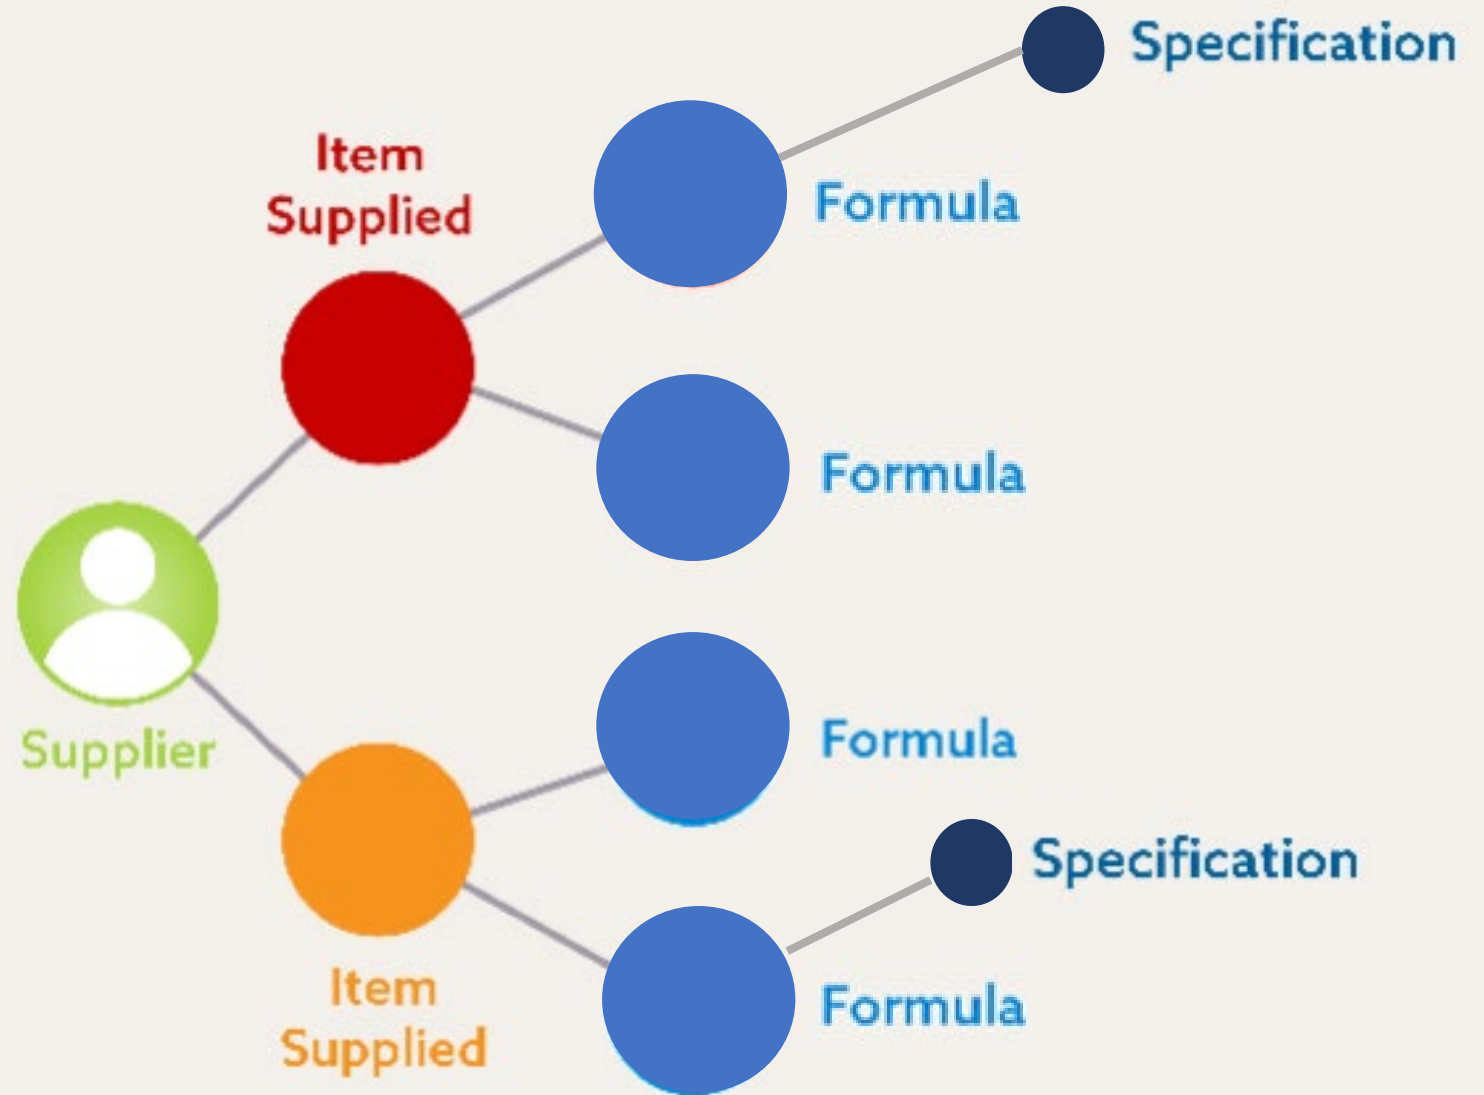 Specification
Item
Supplied
Formula
Formula
Supplier
Formula
Specification
Item
Supplied
Formula